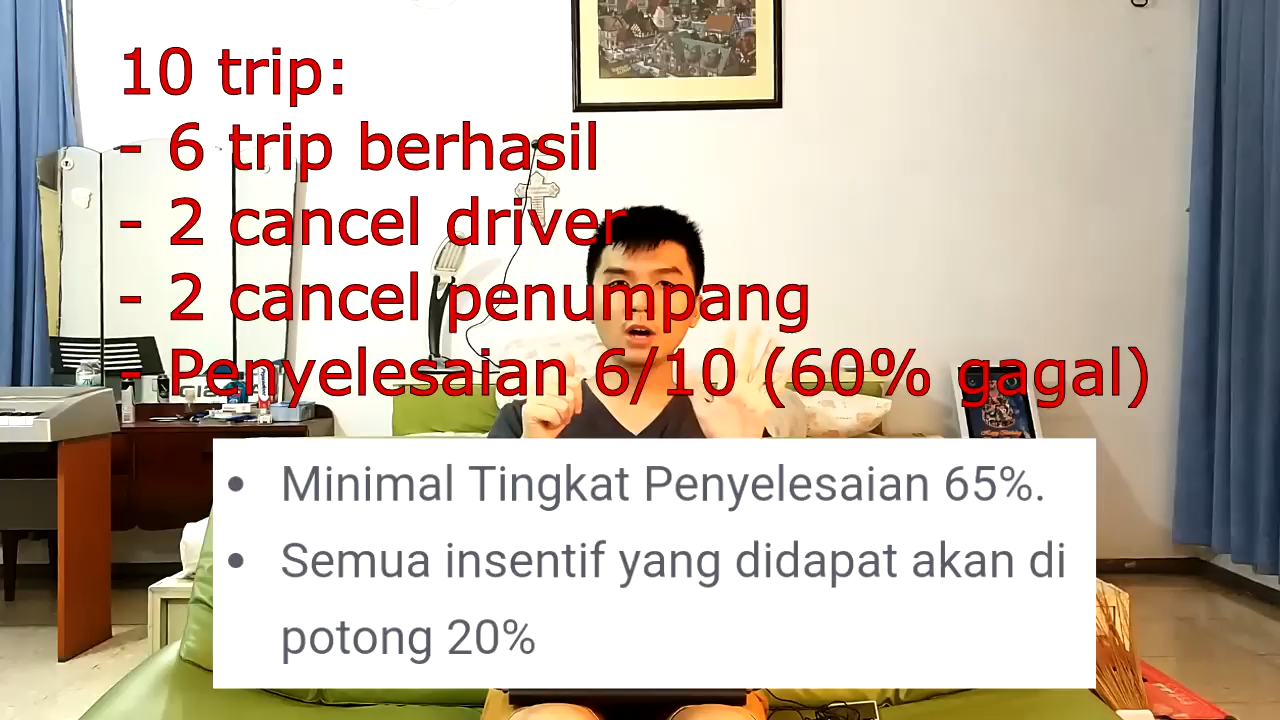 10 trip:
- 6 trip berhasil
- 2 cancel driver
- 2 cancel penumpang
- Penyelesaian 6/10 (60% gagal)
• Minimal Tingkat Penyelesaian 65%.
• Semua insentif yang didapat akan di
potong 20%